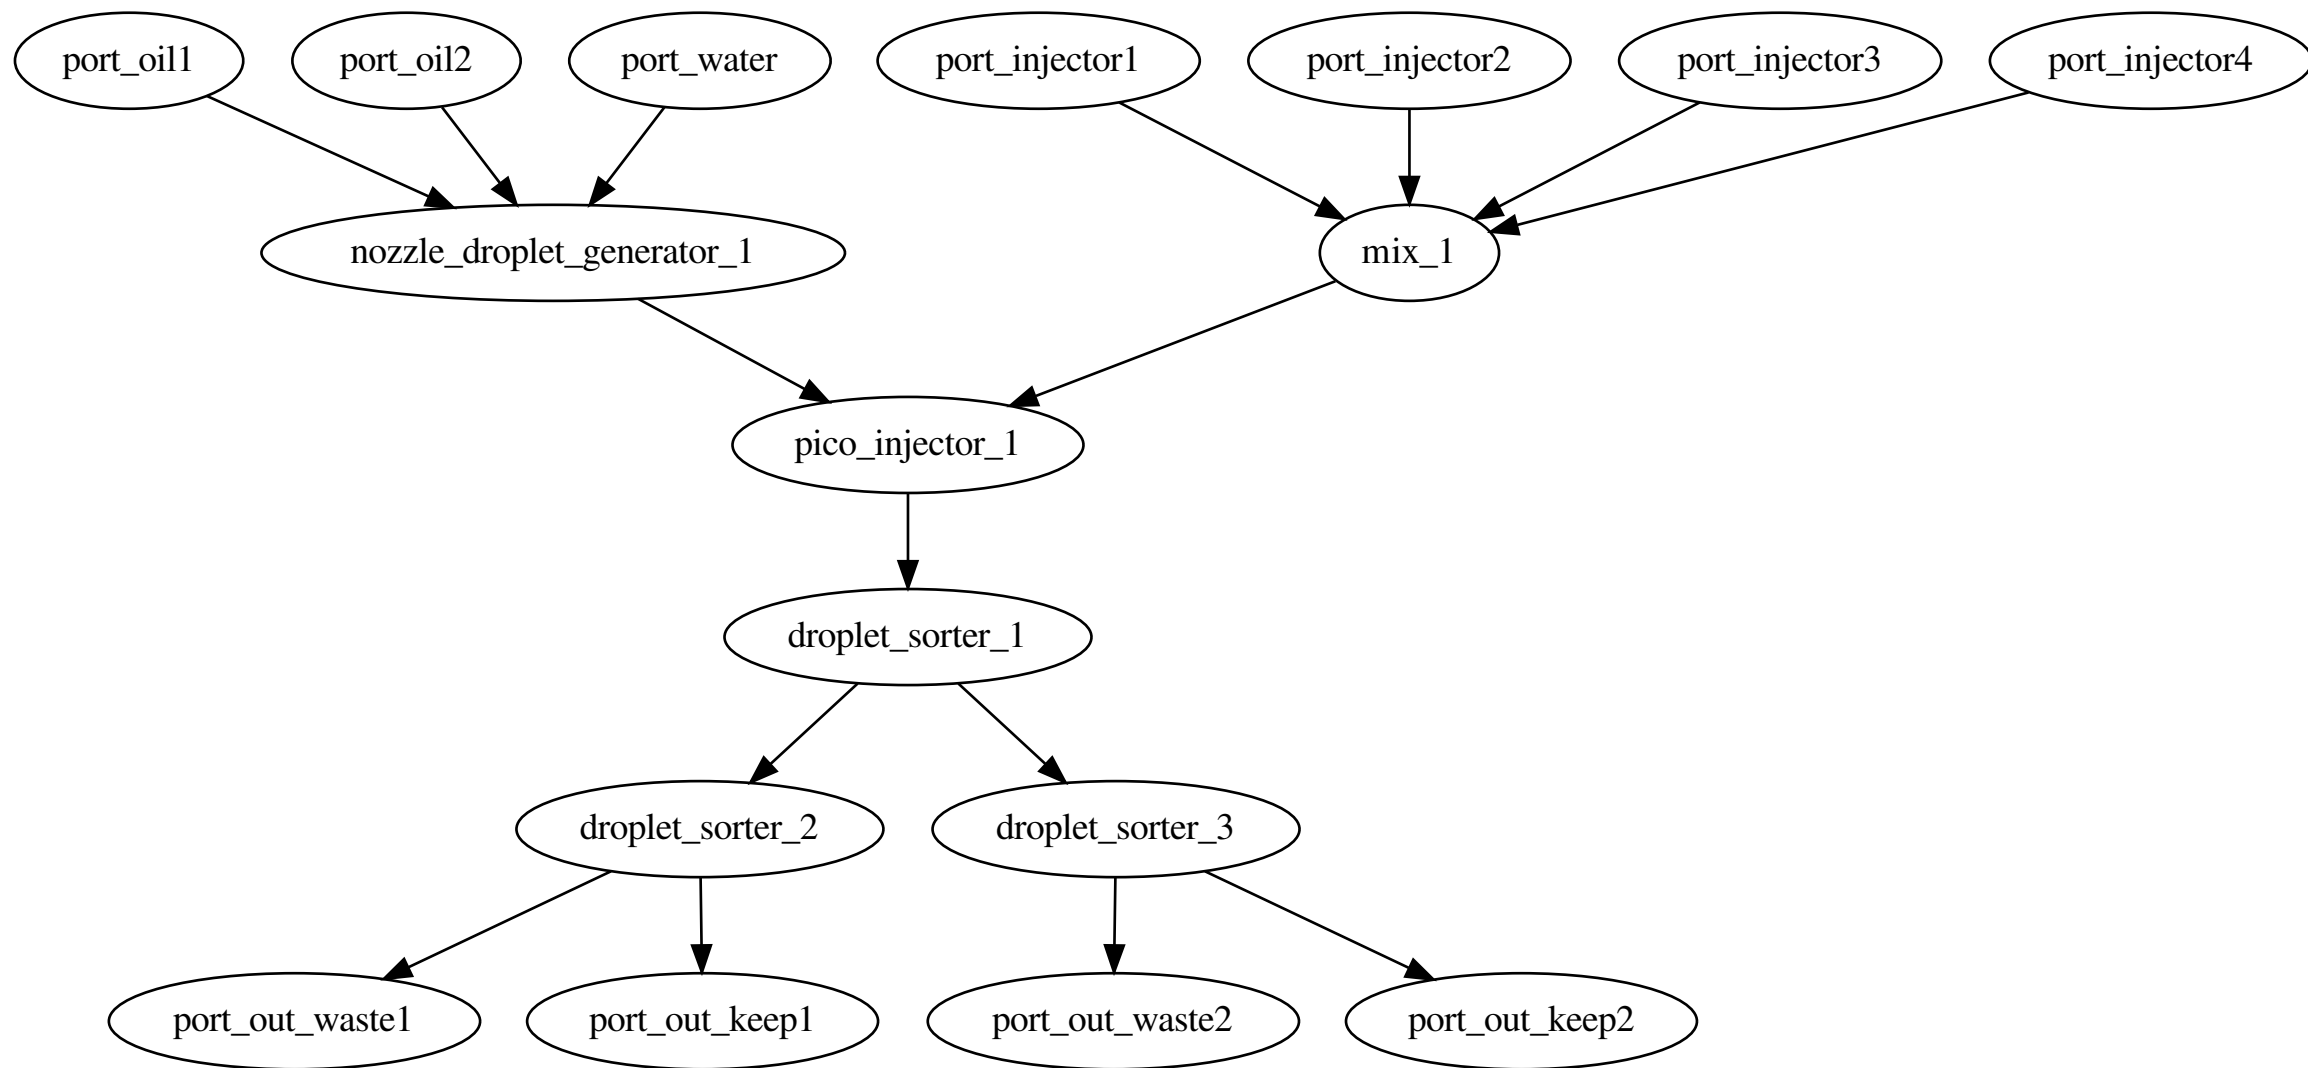 port_oil1
port_oil2
port_water
port_injector1
port_injector2
port_injector3
port_injector4
nozzle_droplet_generator_1
mix_1
pico_injector_1
droplet_sorter_1
droplet_sorter_2
droplet_sorter_3
port_out_waste1
port_out_keep1
port_out_waste2
port_out_keep2